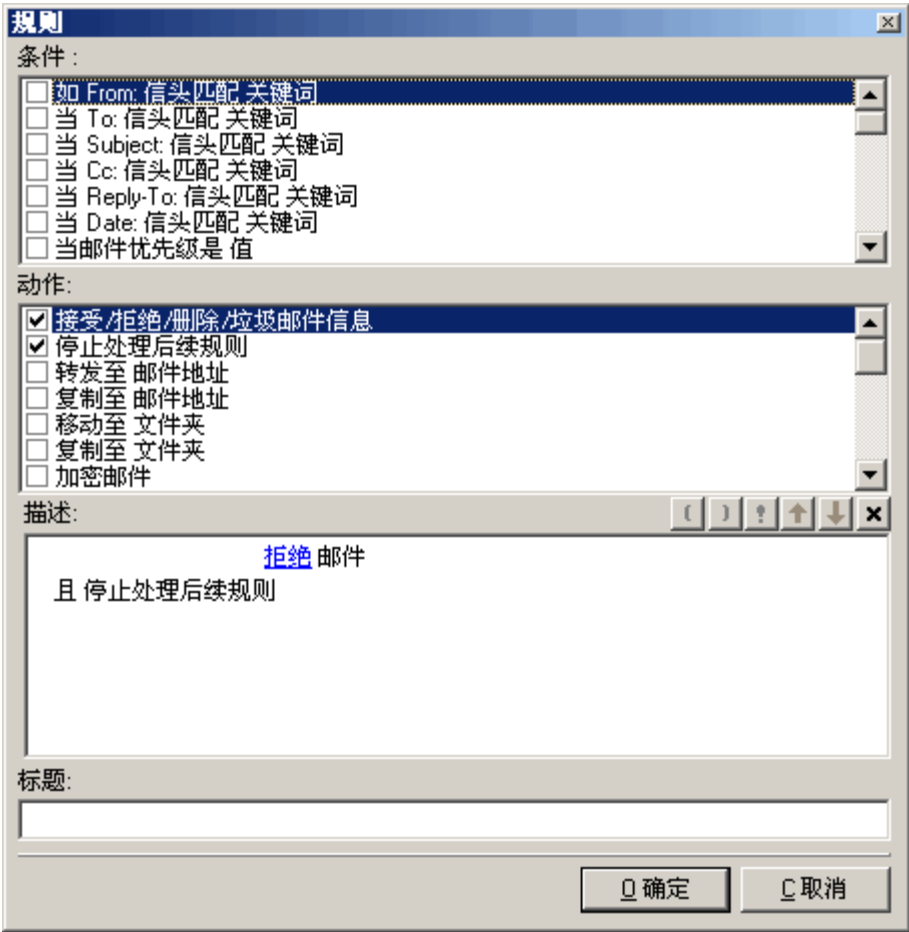 规则
条件 :
如 From: 信头匹配 关键词
当 To: 信头匹配 关键词
当 Subject: 信头匹配 关键词
当 Cc: 信头匹配 关键词
当 Reply-To: 信头匹配 关键词
当 Date: 信头匹配 关键词
当邮件优先级是 值
动作:
接受/拒绝/删除/垃圾邮件信息
停止处理后续规则
转发至 邮件地址
复制至 邮件地址
移动至 文件夹
复制至 文件夹
加密邮件
描述:
( ) !
拒绝 邮件
且 停止处理后续规则
标题:
O 确定 C 取消